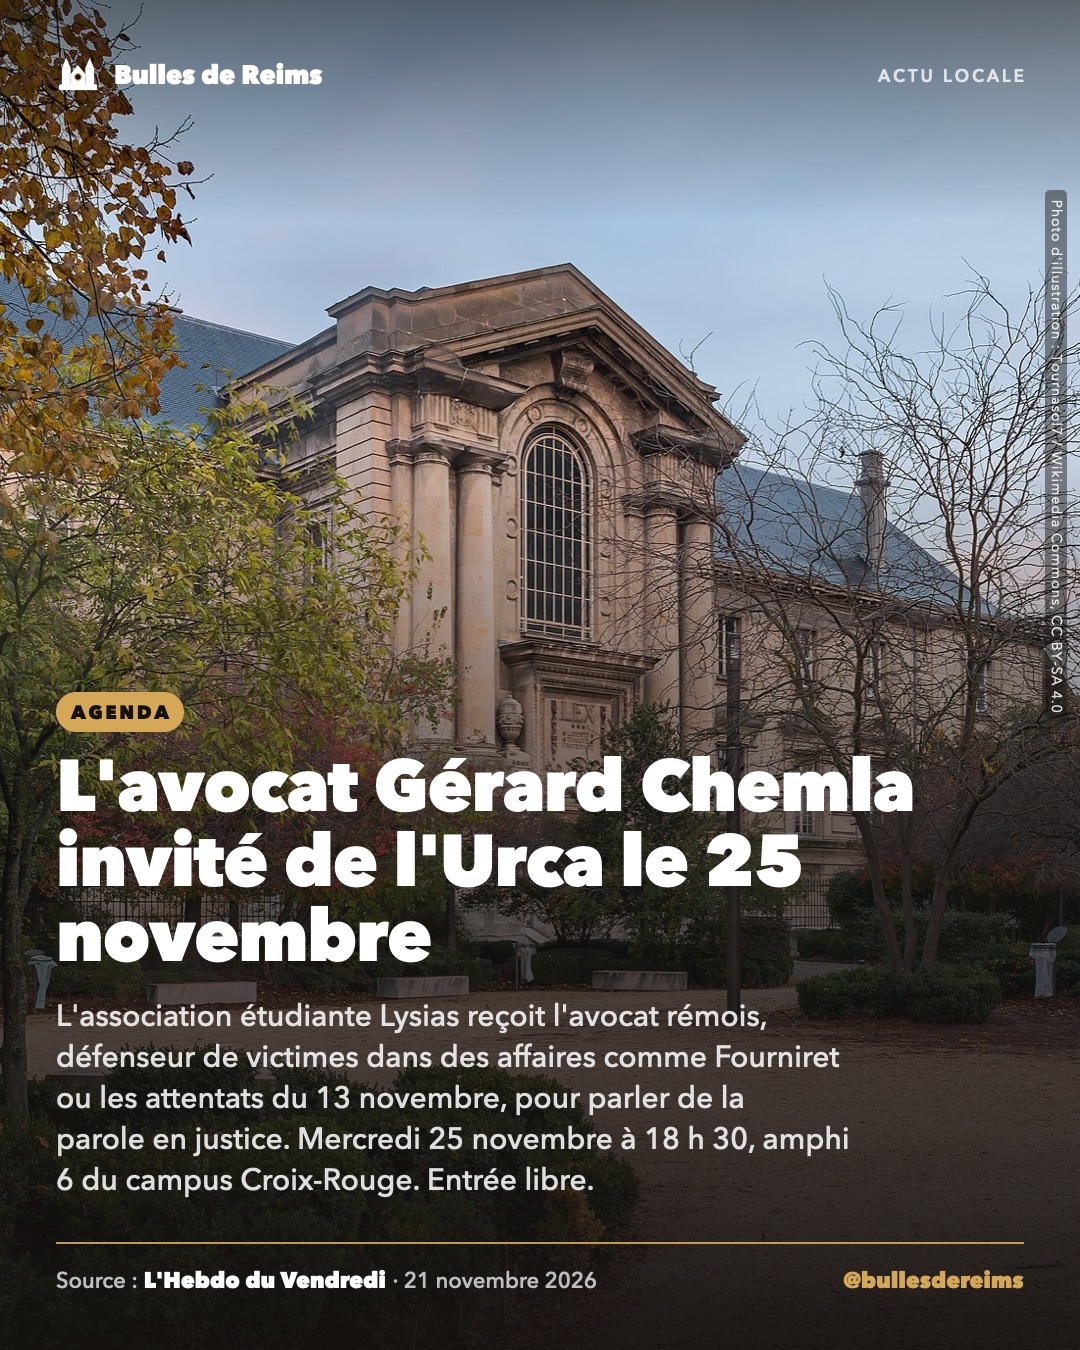 Bulles de Reims
ACTU LOCALE
Photo d'illustration : Tournasol7, Wikimedia Commons, CC BY-SA 4.0
LEX
AGENDA
L'avocat Gérard Chemla
invité de l'Urca le 25
novembre
L'association étudiante Lysias reçoit l'avocat rémois,
défenseur de victimes dans des affaires comme Fourniret
ou les attentats du 13 novembre, pour parler de la
parole en justice. Mercredi 25 novembre à 18 h 30, amphi
6 du campus Croix-Rouge. Entrée libre.
Source : L'Hebdo du Vendredi · 21 novembre 2026
@bullesdereims